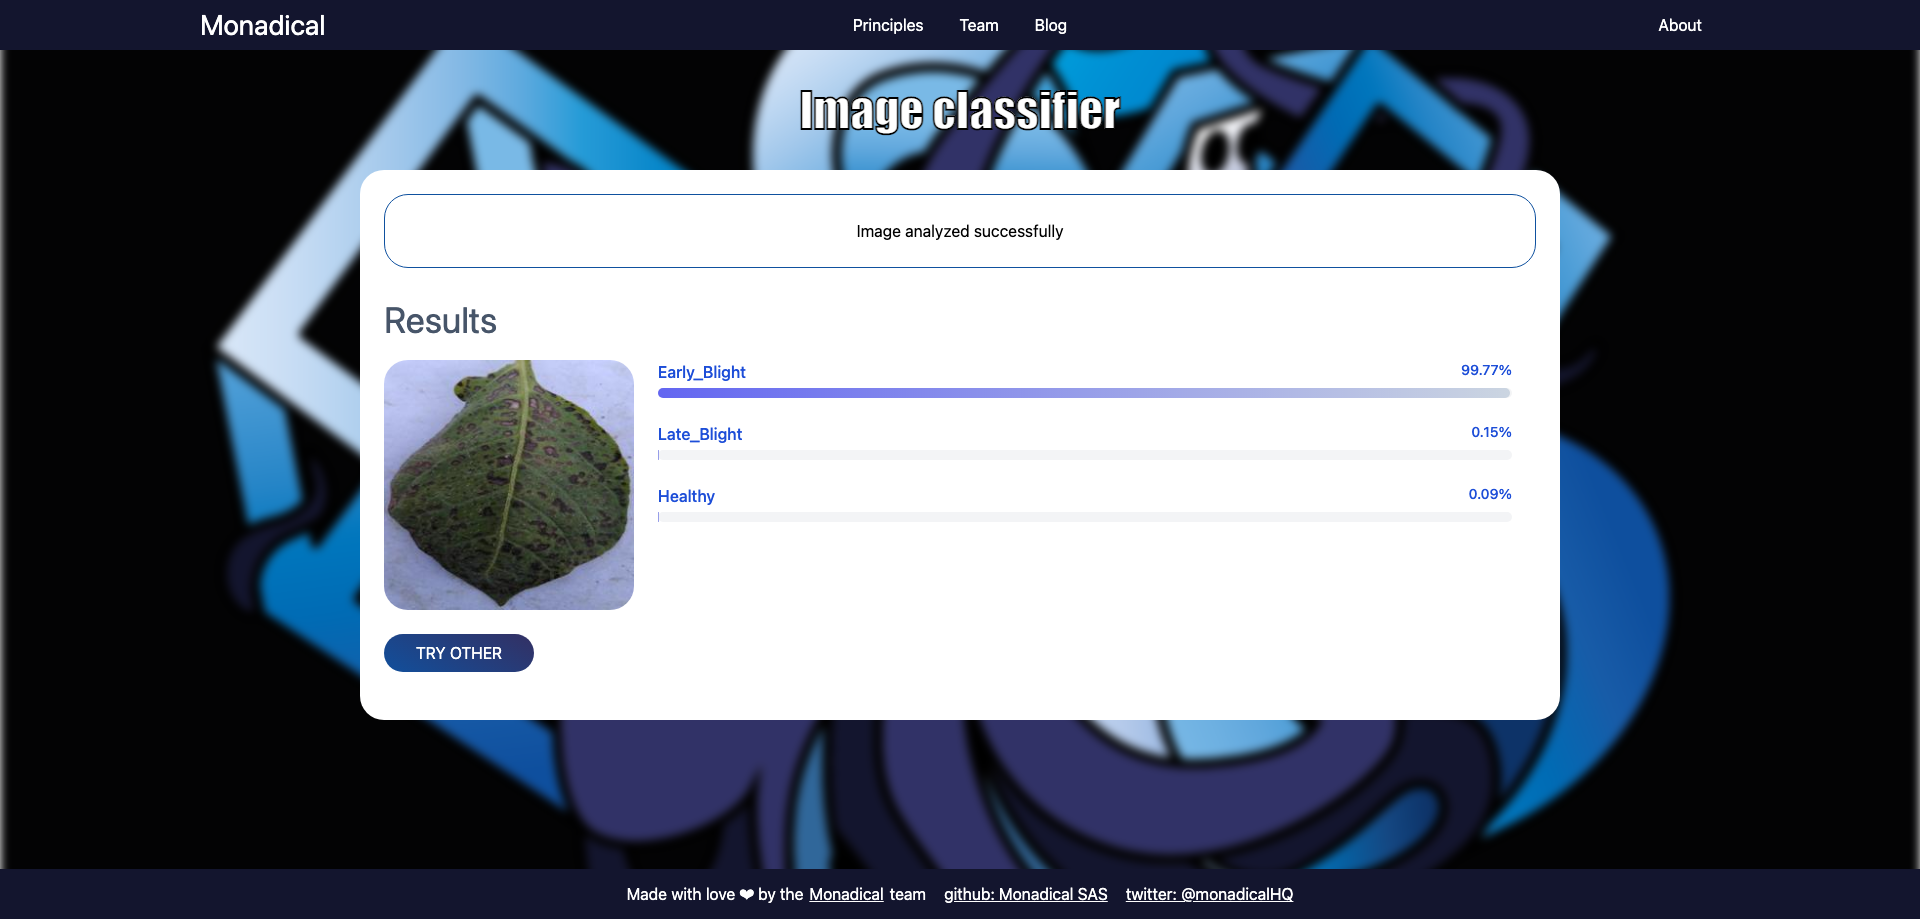 Monadical Principles Team Blog About
Image classifier
Image analyzed successfully
Results
Early_Blight 99.77%
Late_Blight 0.15%
Healthy 0.09%
TRY OTHER
Made with love ❤ by the Monadical team github: Monadical SAS twitter: @monadicalHQ